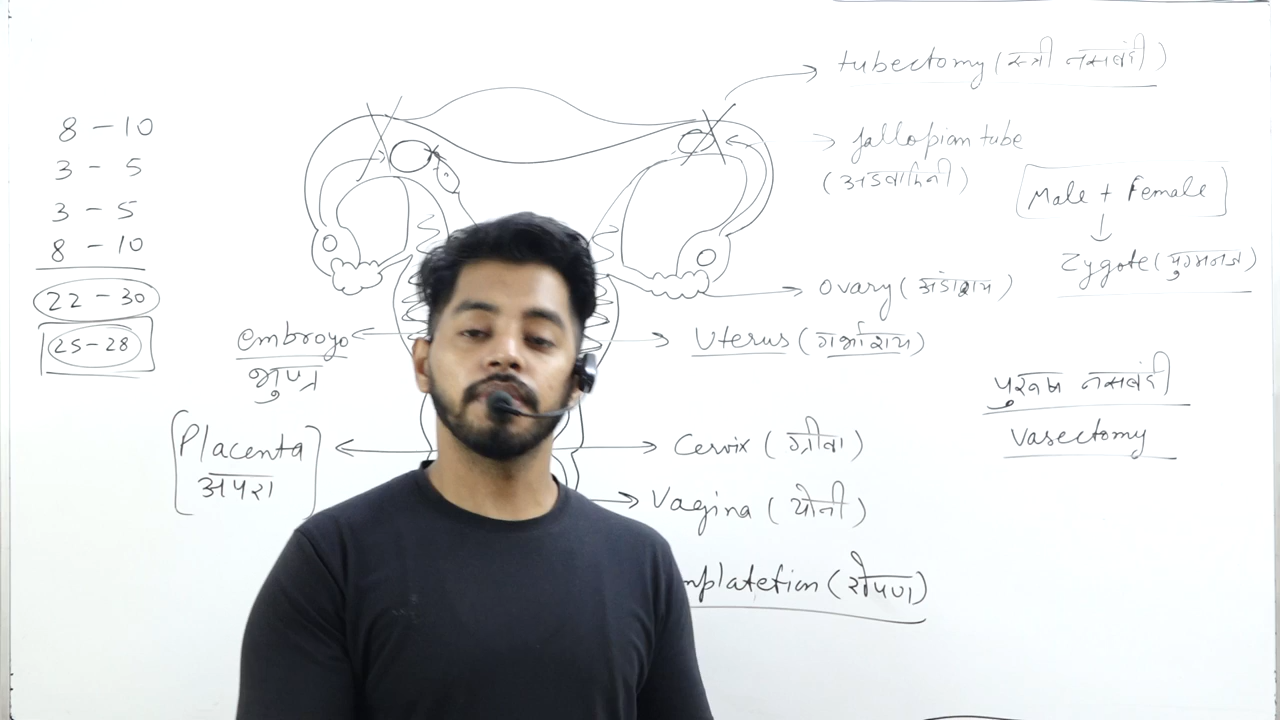 8 - 10
3 - 5
3 - 5
8 - 10
22 - 30
25-28
tubectomy (स्त्री नसबंदी)
fallopian tube
(अंडवाहिनी)
Male + Female
Zygote (युग्मनज)
ovary (अंडाशय)
Uterus (गर्भाशय)
embroyo
भ्रुण
Placenta
अपरा
Cervix (ग्रीवा)
Vagina (योनी)
mplatetion (रोपण)
पुरुष नसबंदी
Vasectomy